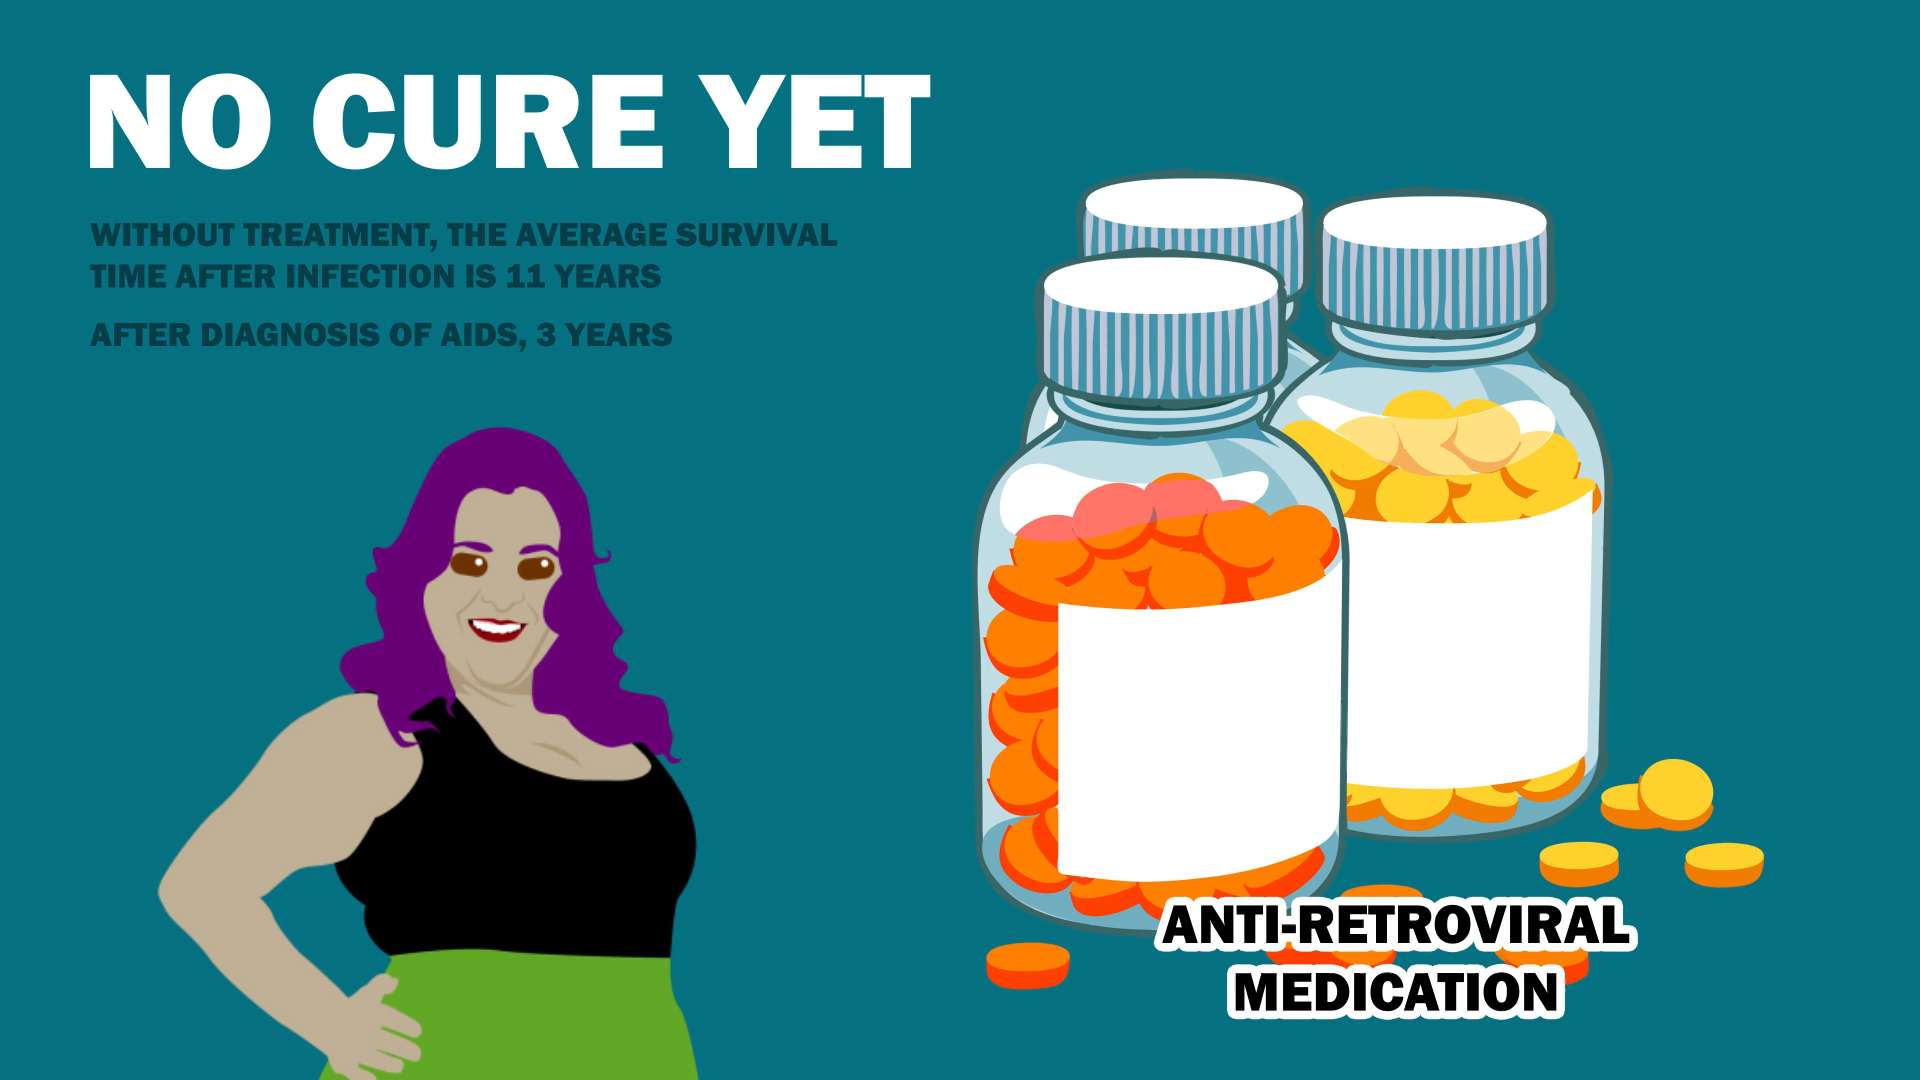 NO CURE YET
WITHOUT TREATMENT, THE AVERAGE SURVIVAL
TIME AFTER INFECTION IS 11 YEARS
AFTER DIAGNOSIS OF AIDS, 3 YEARS
ANTI-RETROVIRAL
MEDICATION